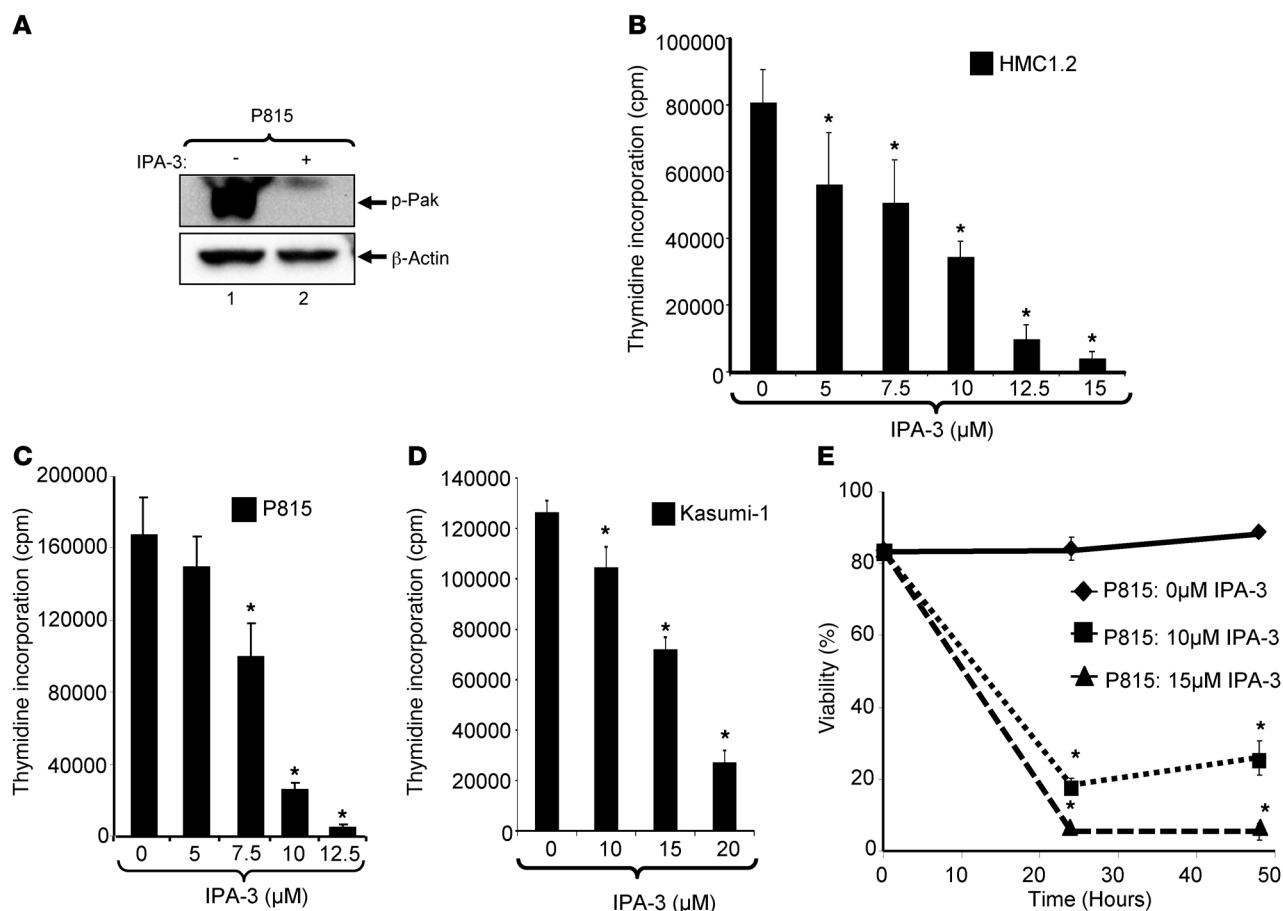 A
P815
IPA-3: - +
p-Pak
β-Actin
1 2
B
Thymidine incorporation (cpm)
100000
80000
60000
40000
20000
0
HMC1.2
* * * * *
0 5 7.5 10 12.5 15
IPA-3 (µM)
C
Thymidine incorporation (cpm)
200000
160000
120000
80000
40000
0
P815
* * *
0 5 7.5 10 12.5
IPA-3 (µM)
D
Thymidine incorporation (cpm)
140000
120000
100000
80000
60000
40000
20000
0
Kasumi-1
* * *
0 10 15 20
IPA-3 (µM)
E
Viability (%)
100
80
60
40
20
0
P815: 0µM IPA-3
P815: 10µM IPA-3
P815: 15µM IPA-3
* *
* *
0 10 20 30 40 50
Time (Hours)